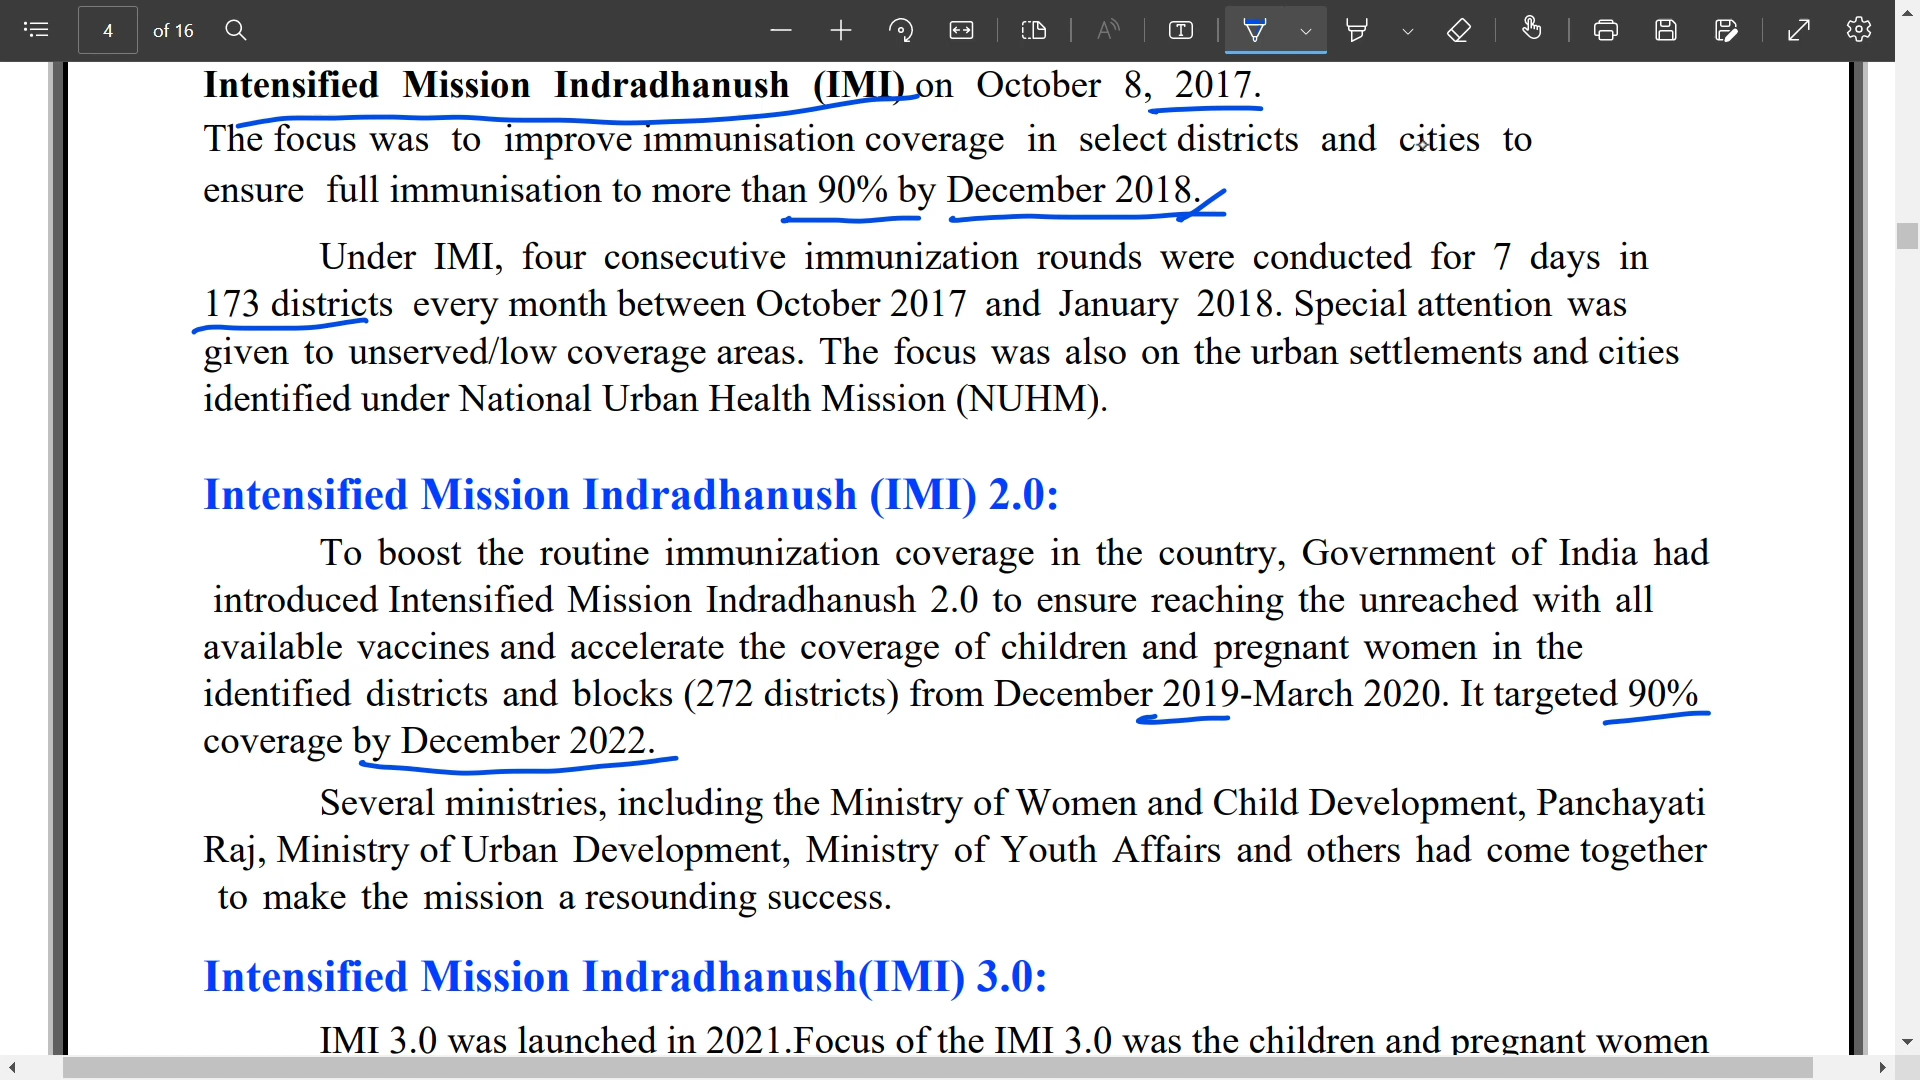 4 of 16
Intensified Mission Indradhanush (IMI) on October 8, 2017.
The focus was to improve immunisation coverage in select districts and cities to
ensure full immunisation to more than 90% by December 2018.
Under IMI, four consecutive immunization rounds were conducted for 7 days in
173 districts every month between October 2017 and January 2018. Special attention was
given to unserved/low coverage areas. The focus was also on the urban settlements and cities
identified under National Urban Health Mission (NUHM).
Intensified Mission Indradhanush (IMI) 2.0:
To boost the routine immunization coverage in the country, Government of India had
introduced Intensified Mission Indradhanush 2.0 to ensure reaching the unreached with all
available vaccines and accelerate the coverage of children and pregnant women in the
identified districts and blocks (272 districts) from December 2019-March 2020. It targeted 90%
coverage by December 2022.
Several ministries, including the Ministry of Women and Child Development, Panchayati
Raj, Ministry of Urban Development, Ministry of Youth Affairs and others had come together
to make the mission a resounding success.
Intensified Mission Indradhanush(IMI) 3.0:
IMI 3.0 was launched in 2021.Focus of the IMI 3.0 was the children and pregnant women